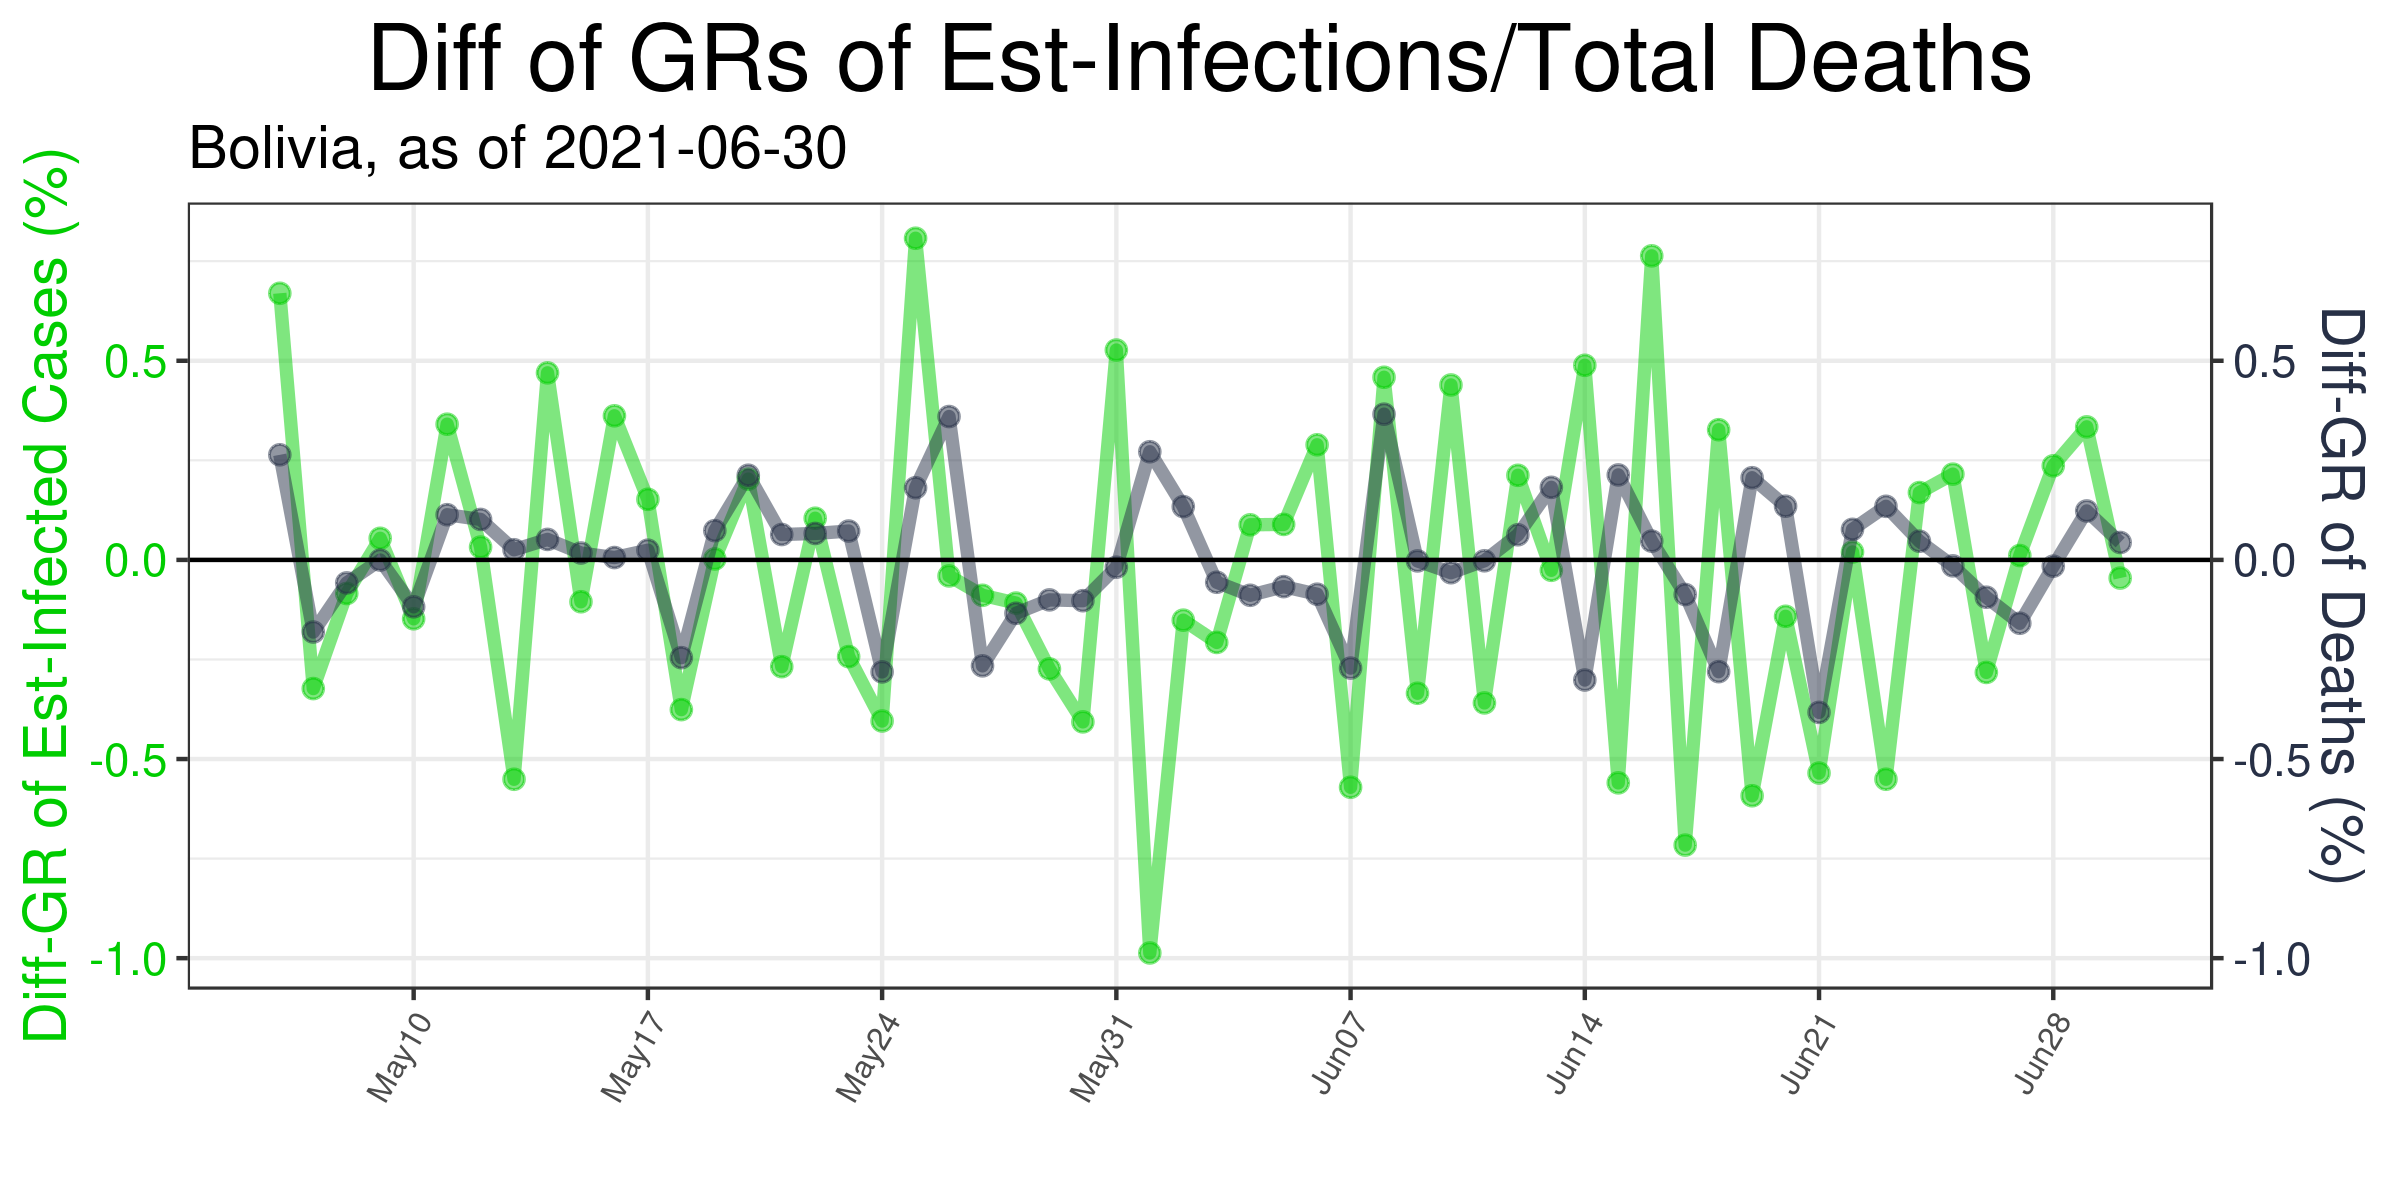 Diff of GRs of Est-Infections/Total Deaths
Bolivia, as of 2021-06-30
Diff-GR of Est-Infected Cases (%)
0.5
0.0
-0.5
-1.0
0.5
0.0
-0.5
-1.0
Diff-GR of Deaths (%)
May10
May17
May24
May31
Jun07
Jun14
Jun21
Jun28